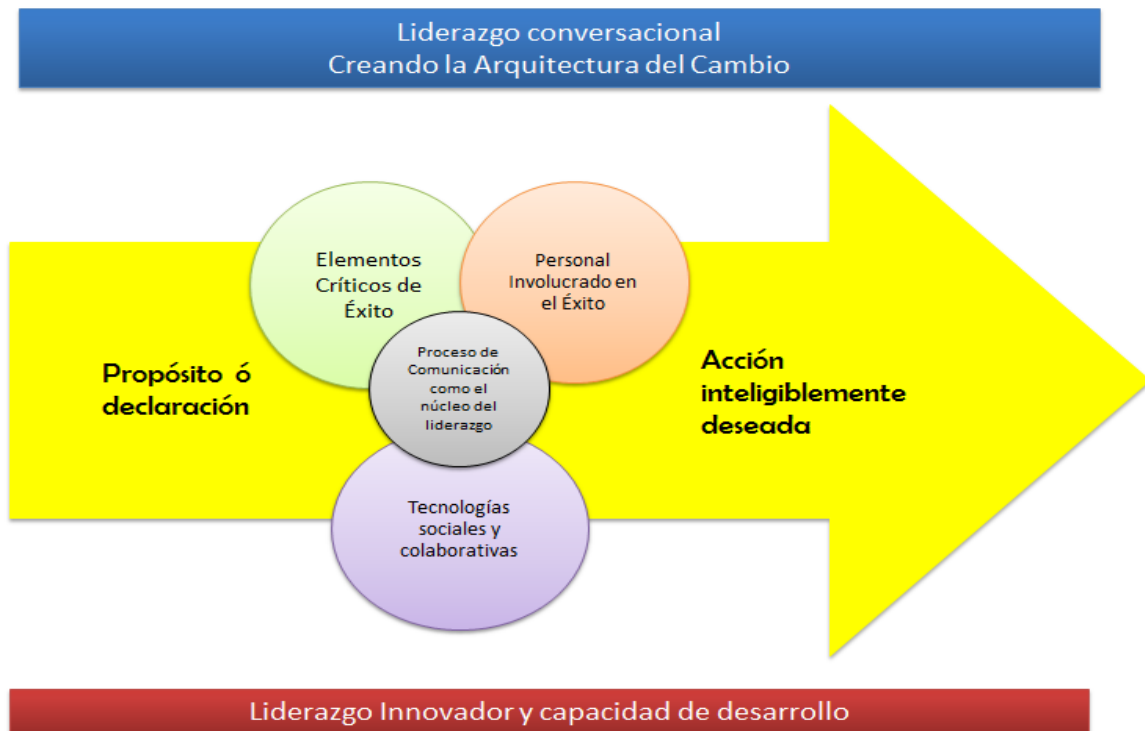 Liderazgo conversacional
Creando la Arquitectura del Cambio
Elementos
Críticos de
Éxito
Personal
Involucrado en
el Éxito
Proceso de
Comunicación
como el
núcleo del
liderazgo
Propósito ó
declaración
Acción
inteligiblemente
deseada
Tecnologías
sociales y
colaborativas
Liderazgo Innovador y capacidad de desarrollo